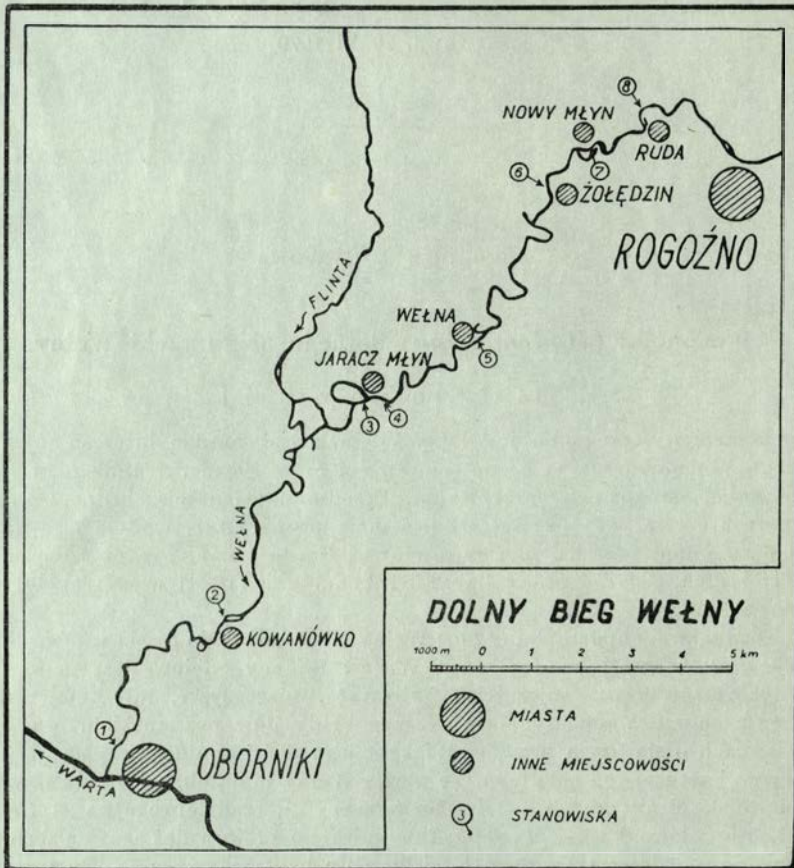 8
NOWY MŁYN
RUDA
7
6
ŻOŁĘDZIN
ROGOŹNO
FLINTA
WEŁNA
5
JARACZ MŁYN
3
4
WEŁNA
2
KOWANÓWKO
1
OBORNIKI
WARTA
DOLNY BIEG WEŁNY
1000 m 0 1 2 3 4 5 km
MIASTA
INNE MIEJSCOWOŚCI
3 STANOWISKA